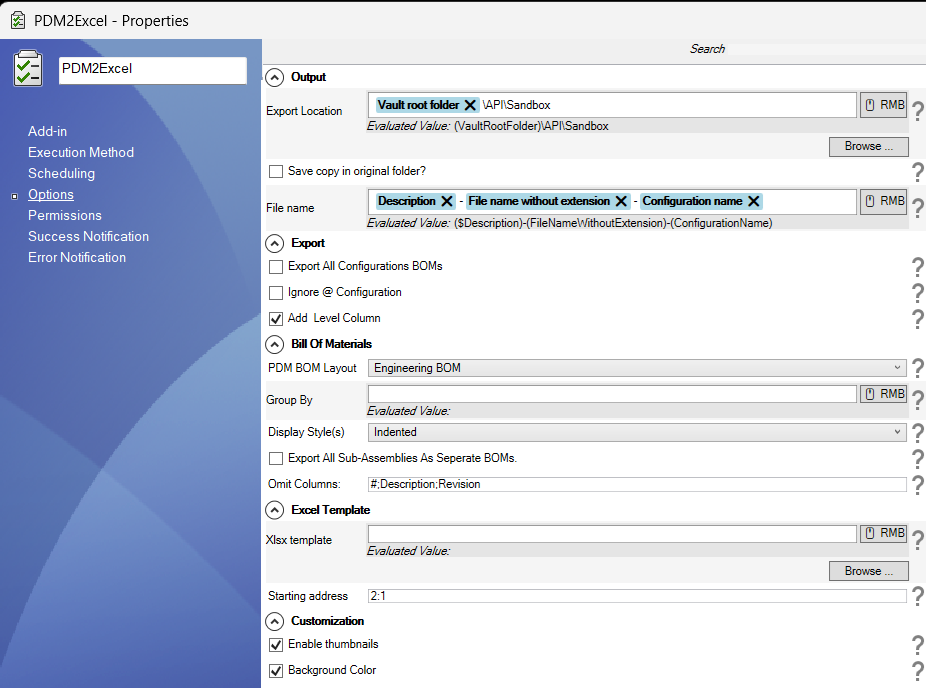 PDM2Excel - Properties
PDM2Excel
Add-in
Execution Method
Scheduling
Options
Permissions
Success Notification
Error Notification
Search
Output
Export Location Vault root folder \API\Sandbox RMB ?
Evaluated Value: (VaultRootFolder)\API\Sandbox
Browse ...
Save copy in original folder? ?
File name Description - File name without extension - Configuration name RMB ?
Evaluated Value: ($Description)-(FileNameWithoutExtension)-(ConfigurationName)
Export
Export All Configurations BOMs ?
Ignore @ Configuration ?
Add Level Column ?
Bill Of Materials
PDM BOM Layout Engineering BOM ?
Group By RMB ?
Evaluated Value:
Display Style(s) Indented ?
Export All Sub-Assemblies As Seperate BOMs. ?
Omit Columns: #;Description;Revision ?
Excel Template
Xlsx template RMB ?
Evaluated Value:
Browse ...
Starting address 2:1 ?
Customization
Enable thumbnails ?
Background Color ?